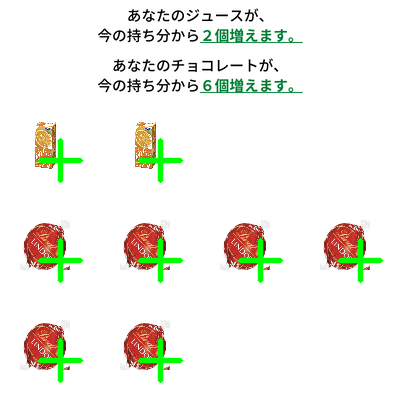 あなたのジュースが、
今の持ち分から２個増えます。
あなたのチョコレートが、
今の持ち分から６個増えます。